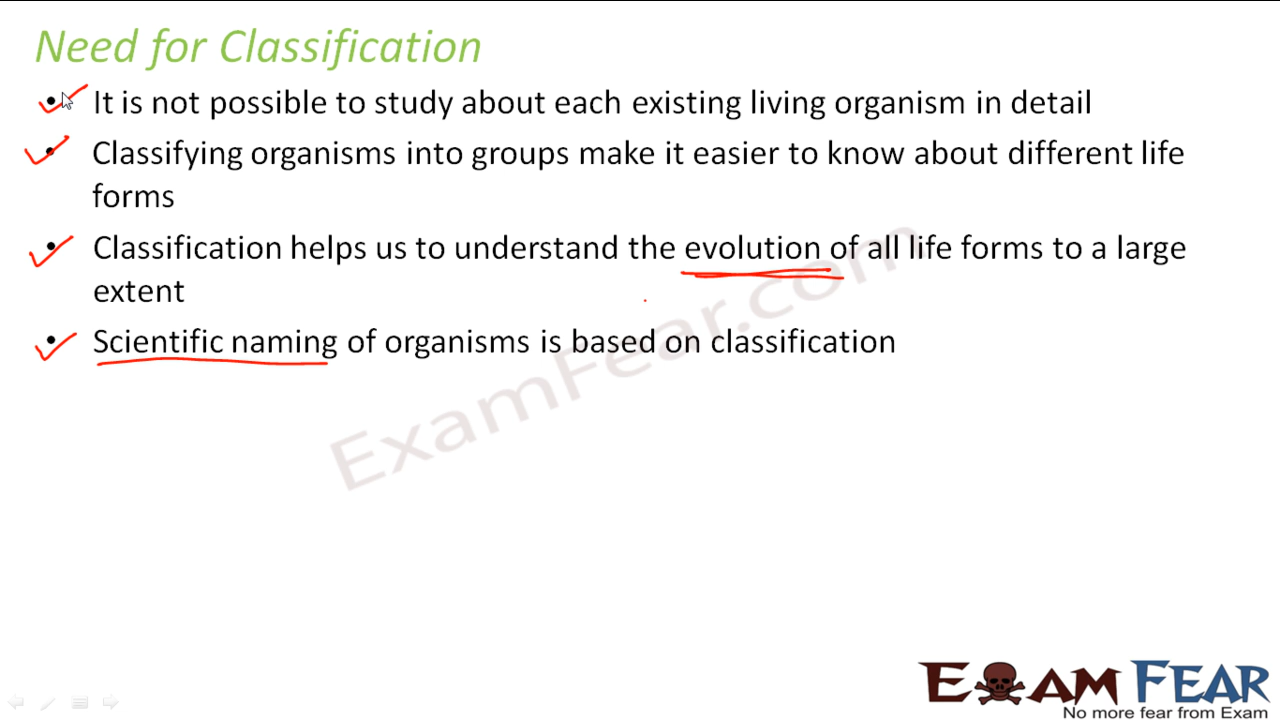 Need for Classification
• It is not possible to study about each existing living organism in detail
• Classifying organisms into groups make it easier to know about different life
forms
• Classification helps us to understand the evolution of all life forms to a large
extent
• Scientific naming of organisms is based on classification
ExamFear.com
EXAM FEAR
No more fear from Exam